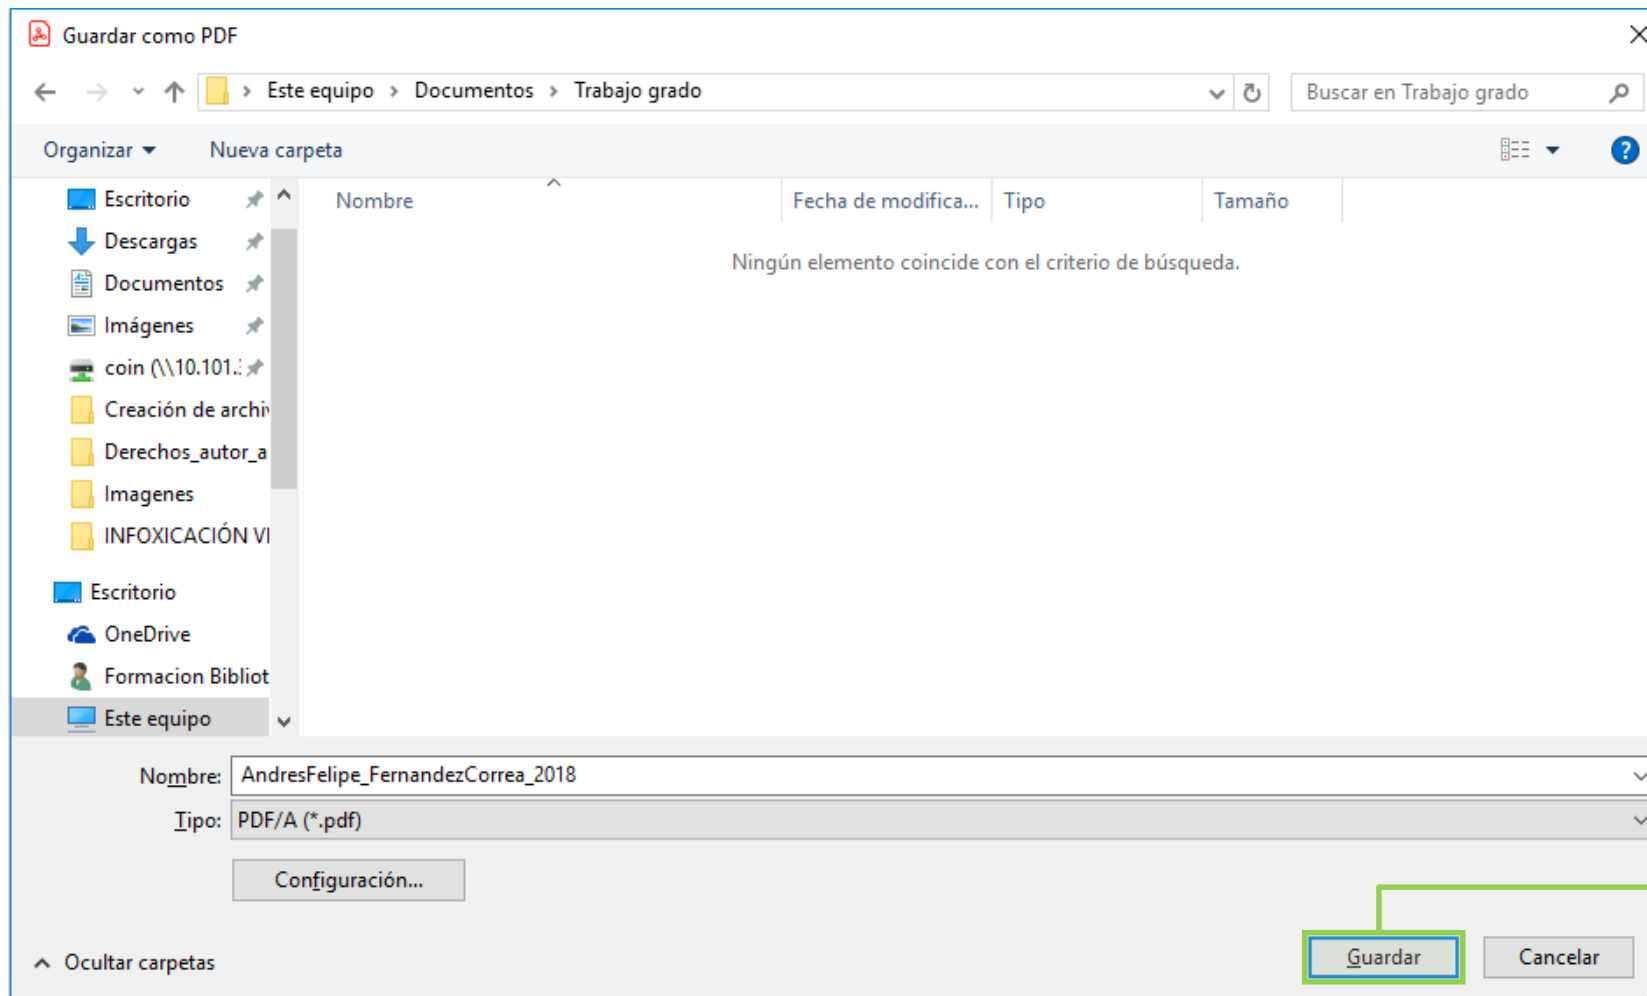 Guardar como PDF
Este equipo > Documentos > Trabajo grado
Buscar en Trabajo grado
Organizar
Nueva carpeta
?
Nombre
Fecha de modifica...
Tipo
Tamaño
Ningún elemento coincide con el criterio de búsqueda.
Escritorio
Descargas
Documentos
Imágenes
coin (\\10.101.
Creación de archi
Derechos_autor_a
Imagenes
INFOXICACIÓN VI
Escritorio
OneDrive
Formacion Bibliot
Este equipo
Nombre: AndresFelipe_FernandezCorrea_2018
Tipo: PDF/A (*.pdf)
Configuración...
Ocultar carpetas
Guardar
Cancelar